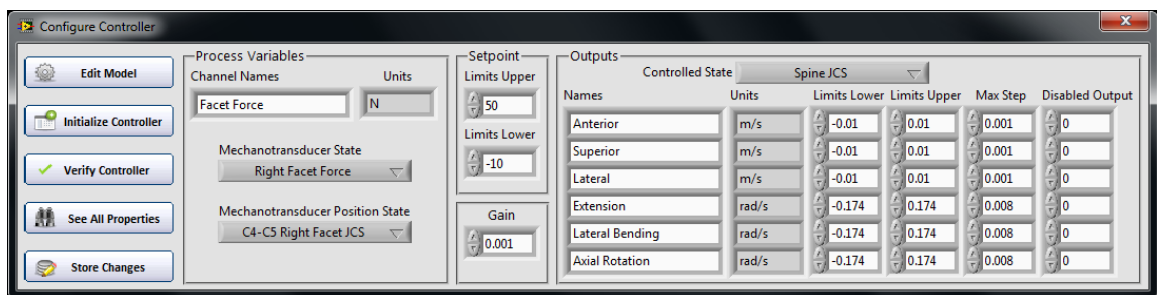 Configure Controller
Edit Model
Initialize Controller
Verify Controller
See All Properties
Store Changes
Process Variables
Channel Names Units
Facet Force N
Mechanotransducer State
Right Facet Force
Mechanotransducer Position State
C4-C5 Right Facet JCS
Setpoint
Limits Upper
50
Limits Lower
-10
Gain
0.001
Outputs
Controlled State Spine JCS
Names Units Limits Lower Limits Upper Max Step Disabled Output
Anterior m/s -0.01 0.01 0.001 0
Superior m/s -0.01 0.01 0.001 0
Lateral m/s -0.01 0.01 0.001 0
Extension rad/s -0.174 0.174 0.008 0
Lateral Bending rad/s -0.174 0.174 0.008 0
Axial Rotation rad/s -0.174 0.174 0.008 0